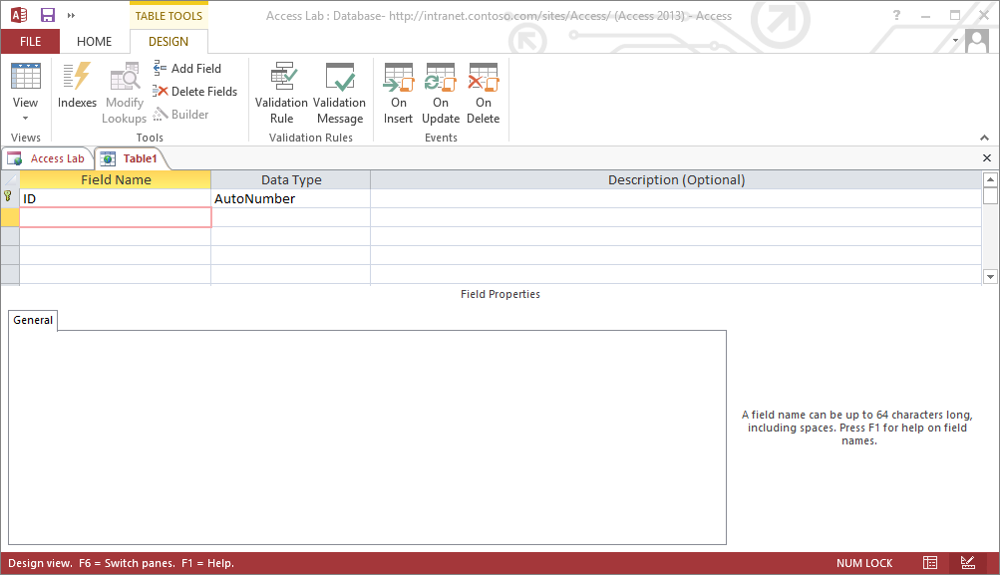 TABLE TOOLS
Access Lab : Database- http://intranet.contoso.com/sites/Access/ (Access 2013) - Access
FILE
HOME
DESIGN
View
Indexes
Modify
Lookups
Add Field
Delete Fields
Builder
Validation
Rule
Validation
Message
On
Insert
On
Update
On
Delete
Views
Tools
Validation Rules
Events
Access Lab
Table1
Field Name
Data Type
Description (Optional)
ID
AutoNumber
Field Properties
General
A field name can be up to 64 characters long,
including spaces. Press F1 for help on field
names.
Design view.  F6 = Switch panes.  F1 = Help.
NUM LOCK